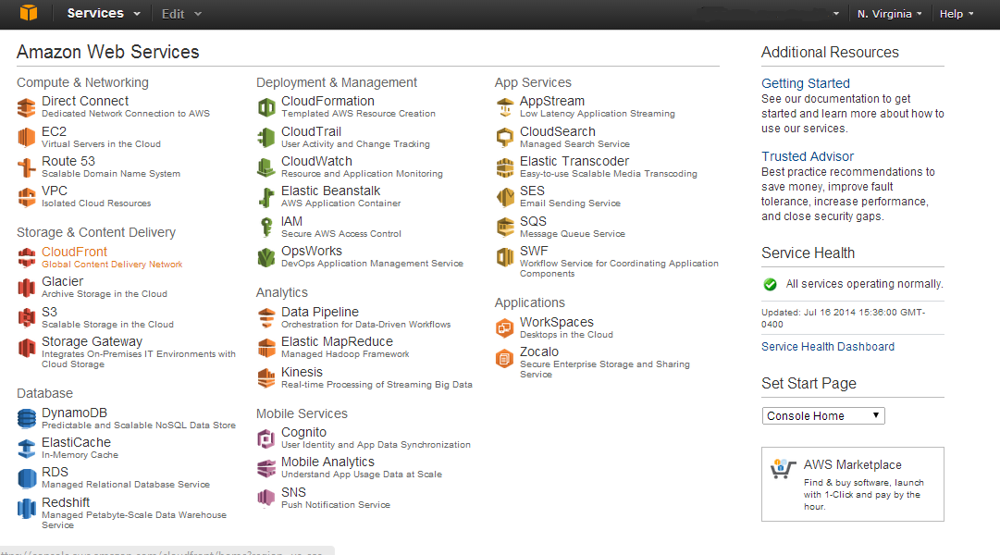 Services
Edit
N. Virginia
Help
Amazon Web Services
Compute & Networking
Direct Connect
Dedicated Network Connection to AWS
EC2
Virtual Servers in the Cloud
Route 53
Scalable Domain Name System
VPC
Isolated Cloud Resources
Storage & Content Delivery
CloudFront
Global Content Delivery Network
Glacier
Archive Storage in the Cloud
S3
Scalable Storage in the Cloud
Storage Gateway
Integrates On-Premises IT Environments with
Cloud Storage
Database
DynamoDB
Predictable and Scalable NoSQL Data Store
ElastiCache
In-Memory Cache
RDS
Managed Relational Database Service
Redshift
Managed Petabyte-Scale Data Warehouse
Service
Deployment & Management
CloudFormation
Templated AWS Resource Creation
CloudTrail
User Activity and Change Tracking
CloudWatch
Resource and Application Monitoring
Elastic Beanstalk
AWS Application Container
IAM
Secure AWS Access Control
OpsWorks
DevOps Application Management Service
Analytics
Data Pipeline
Orchestration for Data-Driven Workflows
Elastic MapReduce
Managed Hadoop Framework
Kinesis
Real-time Processing of Streaming Big Data
Mobile Services
Cognito
User Identity and App Data Synchronization
Mobile Analytics
Understand App Usage Data at Scale
SNS
Push Notification Service
App Services
AppStream
Low Latency Application Streaming
CloudSearch
Managed Search Service
Elastic Transcoder
Easy-to-use Scalable Media Transcoding
SES
Email Sending Service
SQS
Message Queue Service
SWF
Workflow Service for Coordinating Application
Components
Applications
WorkSpaces
Desktops in the Cloud
Zocalo
Secure Enterprise Storage and Sharing
Service
Additional Resources
Getting Started
See our documentation to get
started and learn more about how to
use our services.
Trusted Advisor
Best practice recommendations to
save money, improve fault
tolerance, increase performance,
and close security gaps.
Service Health
All services operating normally.
Updated: Jul 16 2014 15:36:00 GMT-
0400
Service Health Dashboard
Set Start Page
Console Home
AWS Marketplace
Find & buy software, launch
with 1-Click and pay by the
hour.